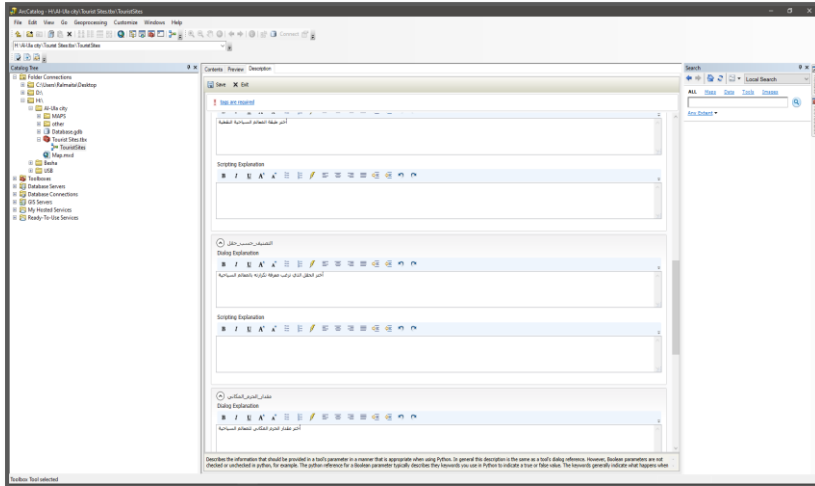 ArcCatalog - H:\Al-Ula city\Tourist Sites.tbx\TouristSites
File Edit View Go Geoprocessing Customize Windows Help
H:\Al-Ula city\Tourist Sites.tbx\TouristSites
Catalog Tree
Folder Connections
D:\
H:\
Al-Ula city
MAPS
other
Database.gdb
Tourist Sites.tbx
TouristSites
Map.mxd
Basha
USB
Toolboxes
Database Servers
Database Connections
GIS Servers
My Hosted Services
Ready-To-Use Services
Contents Preview Description
Save Exit
tags are required
أختر طبقة المعالم السياحية النقطية
Scripting Explanation
B I U A A
التصنيف_حسب_حقل
Dialog Explanation
B I U A A
أختر الحقل الذي ترغب معرفة تكراره بالمعالم السياحية
Scripting Explanation
B I U A A
مقدار_الحرم_المكاني
Dialog Explanation
B I U A A
أختر مقدار الحرم المكاني للمعالم السياحية
Describes the information that should be provided in a tool's parameter in a manner that is appropriate when using Python. In general this description is the same as a tool's dialog reference. However, Boolean parameters are not
checked or unchecked in python, for example. The python reference for a Boolean parameter typically describes they keywords you use in Python to indicate a true or false value. The keywords generally indicate what happens when
Search
Local Search
ALL Maps Data Tools Images
Any Extent
Toolbox Tool selected